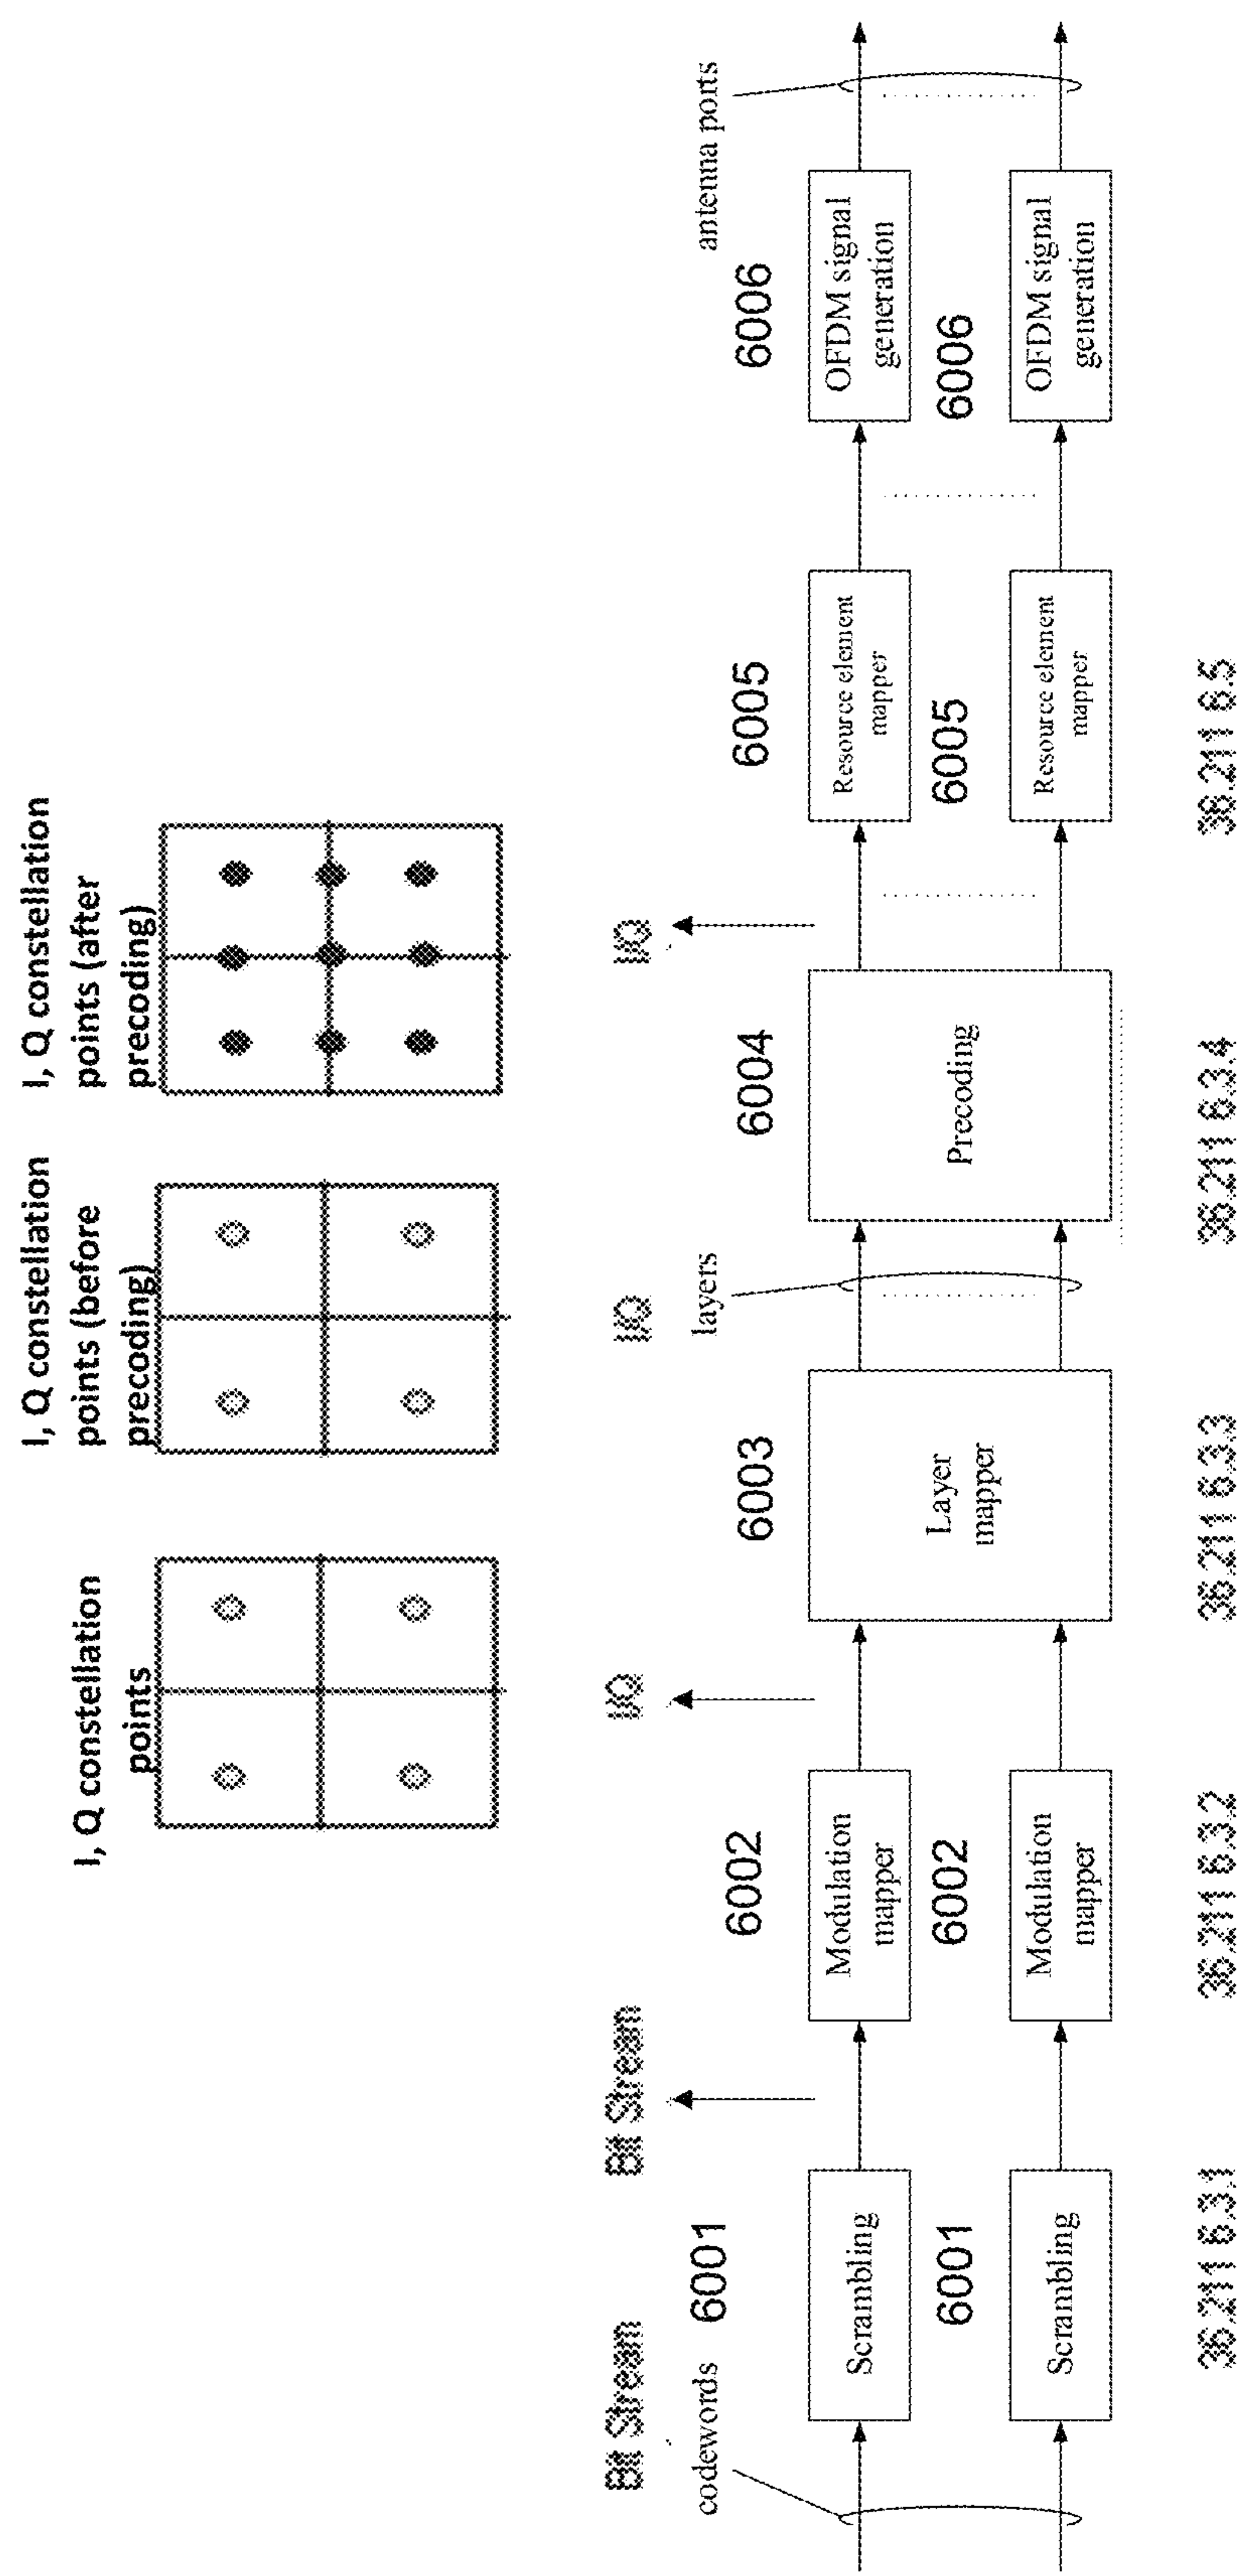 I, Q constellation
points
I, Q constellation
points (before
precoding)
I, Q constellation
points (after
precoding)
Bit Stream
Bit Stream
I/Q
I/Q
I/Q
codewords
layers
antenna ports
6001
6002
6003
6004
6005
6006
Scrambling
Modulation
mapper
Layer
mapper
Precoding
Resource element
mapper
OFDM signal
generation
6001
6002
6005
6006
Scrambling
Modulation
mapper
Resource element
mapper
OFDM signal
generation
36.211 6.3.1
36.211 6.3.2
36.211 6.3.3
36.211 6.3.4
36.211 6.5